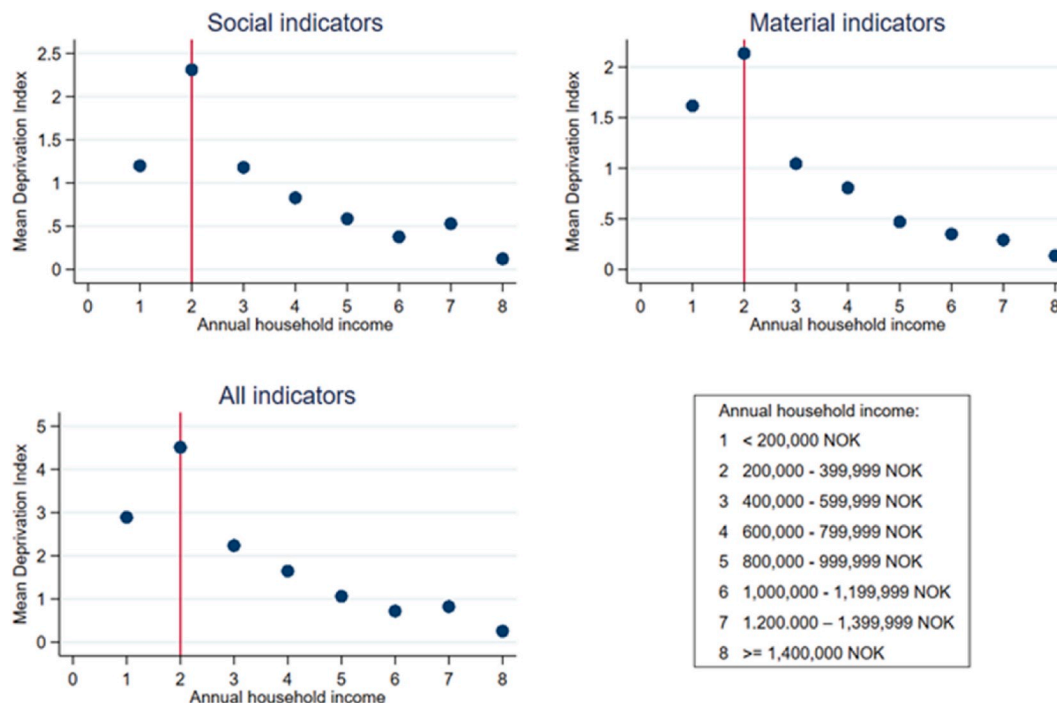 Social indicators
Mean Deprivation Index
2.5
2
1.5
1
.5
0
0 1 2 3 4 5 6 7 8
Annual household income
Material indicators
Mean Deprivation Index
2
1.5
1
.5
0
0 1 2 3 4 5 6 7 8
Annual household income
All indicators
Mean Deprivation Index
5
4
3
2
1
0
0 1 2 3 4 5 6 7 8
Annual household income
Annual household income:
1 < 200,000 NOK
2 200,000 - 399,999 NOK
3 400,000 - 599,999 NOK
4 600,000 - 799,999 NOK
5 800,000 - 999,999 NOK
6 1,000,000 - 1,199,999 NOK
7 1.200.000 – 1,399,999 NOK
8 >= 1,400,000 NOK